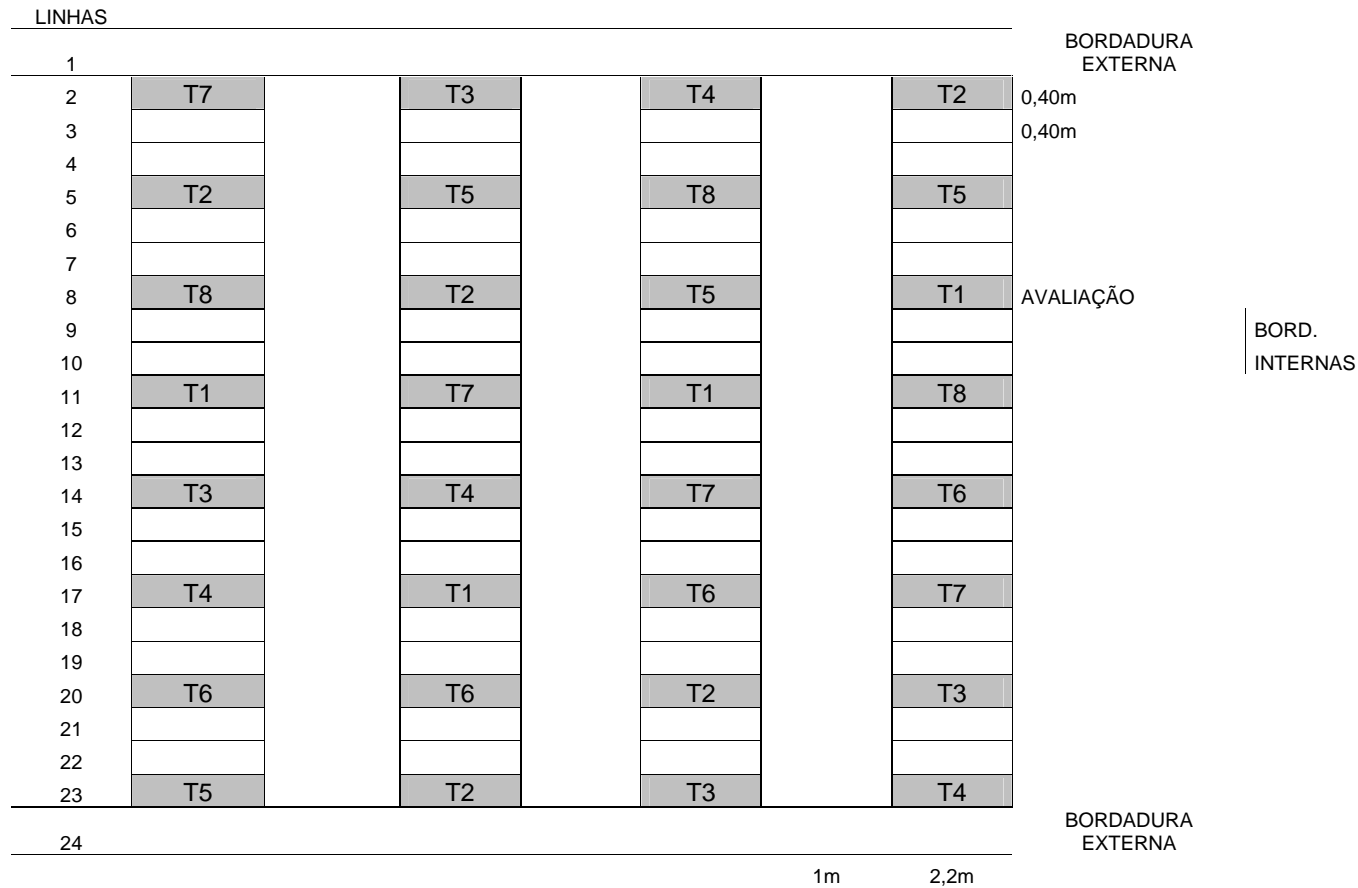 LINHAS
BORDADURA
1 EXTERNA
2 T7 T3 T4 T2 0,40m
3 0,40m
4
5 T2 T5 T8 T5
6
7
8 T8 T2 T5 T1 AVALIAÇÃO
9 BORD.
10 INTERNAS
11 T1 T7 T1 T8
12
13
14 T3 T4 T7 T6
15
16
17 T4 T1 T6 T7
18
19
20 T6 T6 T2 T3
21
22
23 T5 T2 T3 T4
BORDADURA
24 EXTERNA
1m 2,2m